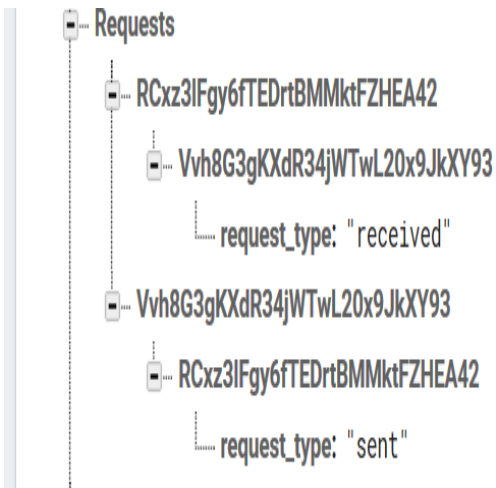 Requests
RCxz3lFgy6fTEDrtBMMktFZHEA42
Vvh8G3gKXdR34jWTwL20x9JkXY93
request_type: "received"
Vvh8G3gKXdR34jWTwL20x9JkXY93
RCxz3lFgy6fTEDrtBMMktFZHEA42
request_type: "sent"